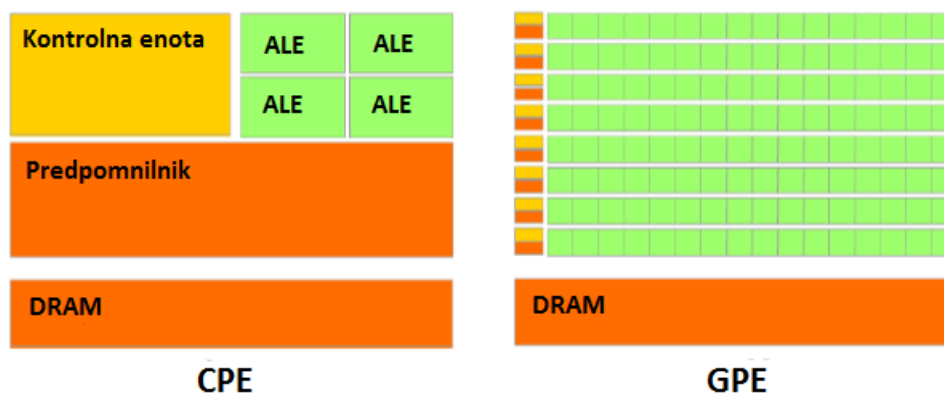 Kontrolna enota
ALE
ALE
ALE
ALE
Predpomnilnik
DRAM
CPE
DRAM
GPE